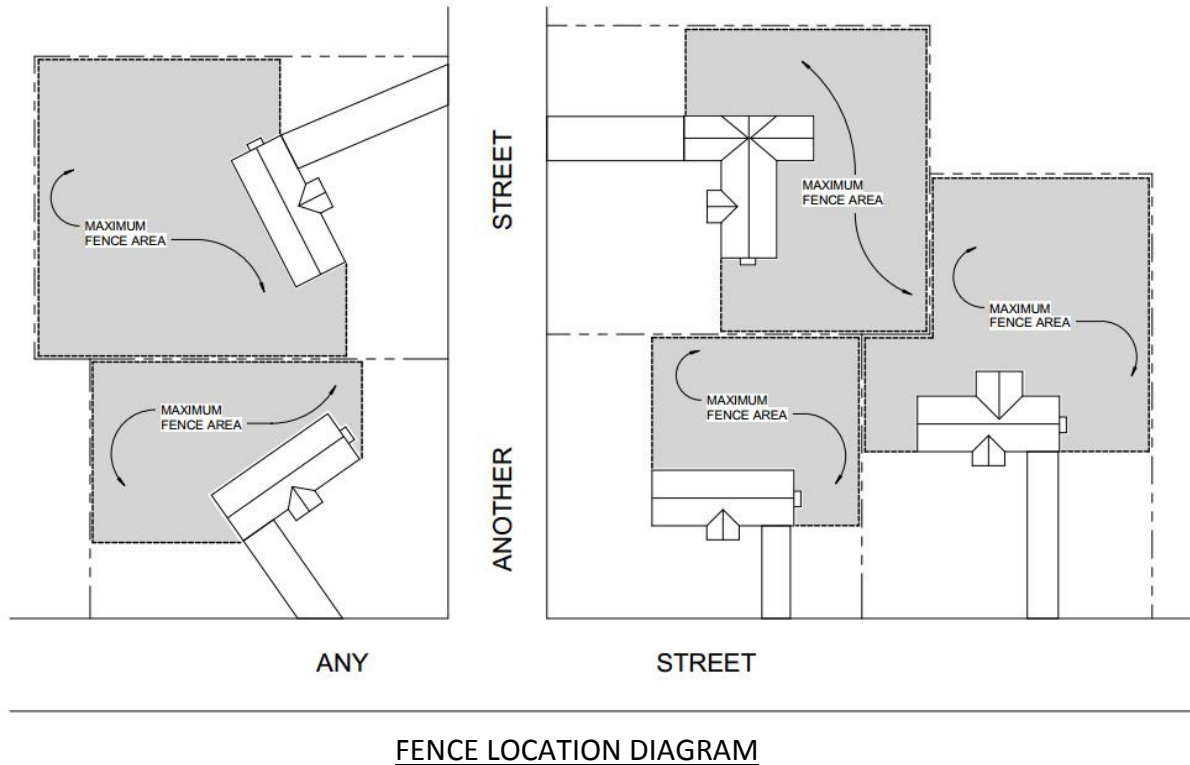 MAXIMUM
FENCE AREA
MAXIMUM
FENCE AREA
STREET
ANOTHER
MAXIMUM
FENCE AREA
MAXIMUM
FENCE AREA
MAXIMUM
FENCE AREA
ANY
STREET
FENCE LOCATION DIAGRAM